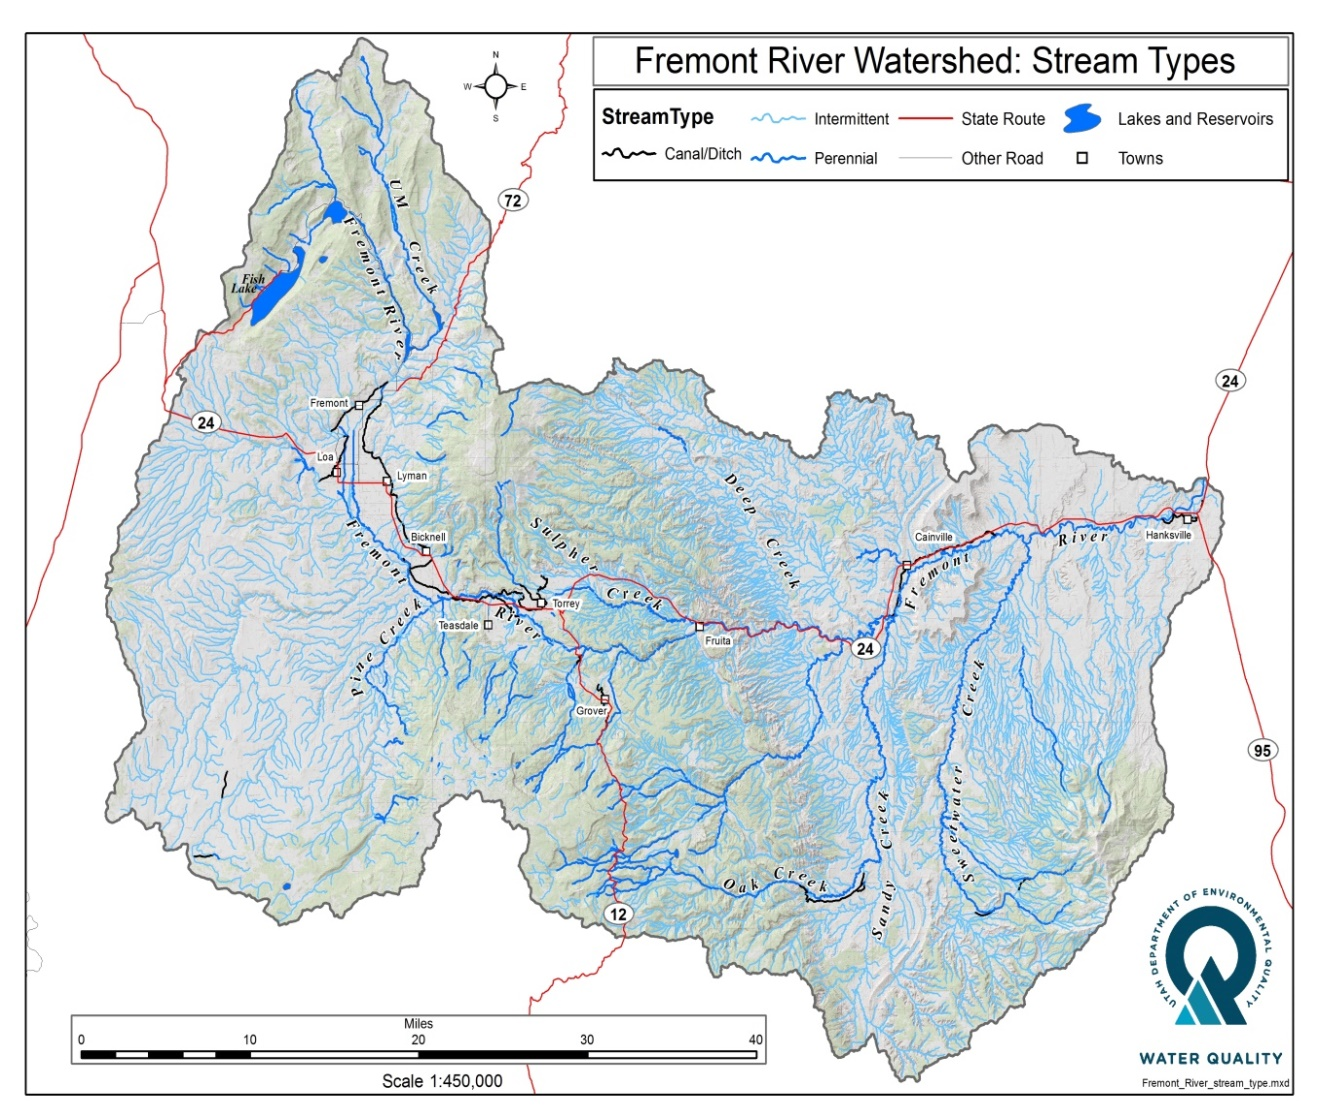 Fremont River Watershed: Stream Types
StreamType
Intermittent
State Route
Lakes and Reservoirs
Canal/Ditch
Perennial
Other Road
Towns
N
W
E
S
72
UM Creek
Fremont River
Fish
Lake
24
24
Fremont
Loa
Lyman
Bicknell
Fremont River
Pine Creek
Teasdale
Torrey
Sulpher Creek
Deep Creek
Fruita
Grover
Cainville
Fremont River
Hanksville
24
95
Sweetwater Creek
Sandy Creek
Oak Creek
12
Miles
0 10 20 30 40
Scale 1:450,000
UTAH DEPARTMENT OF ENVIRONMENTAL QUALITY
WATER QUALITY
Fremont_River_stream_type.mxd